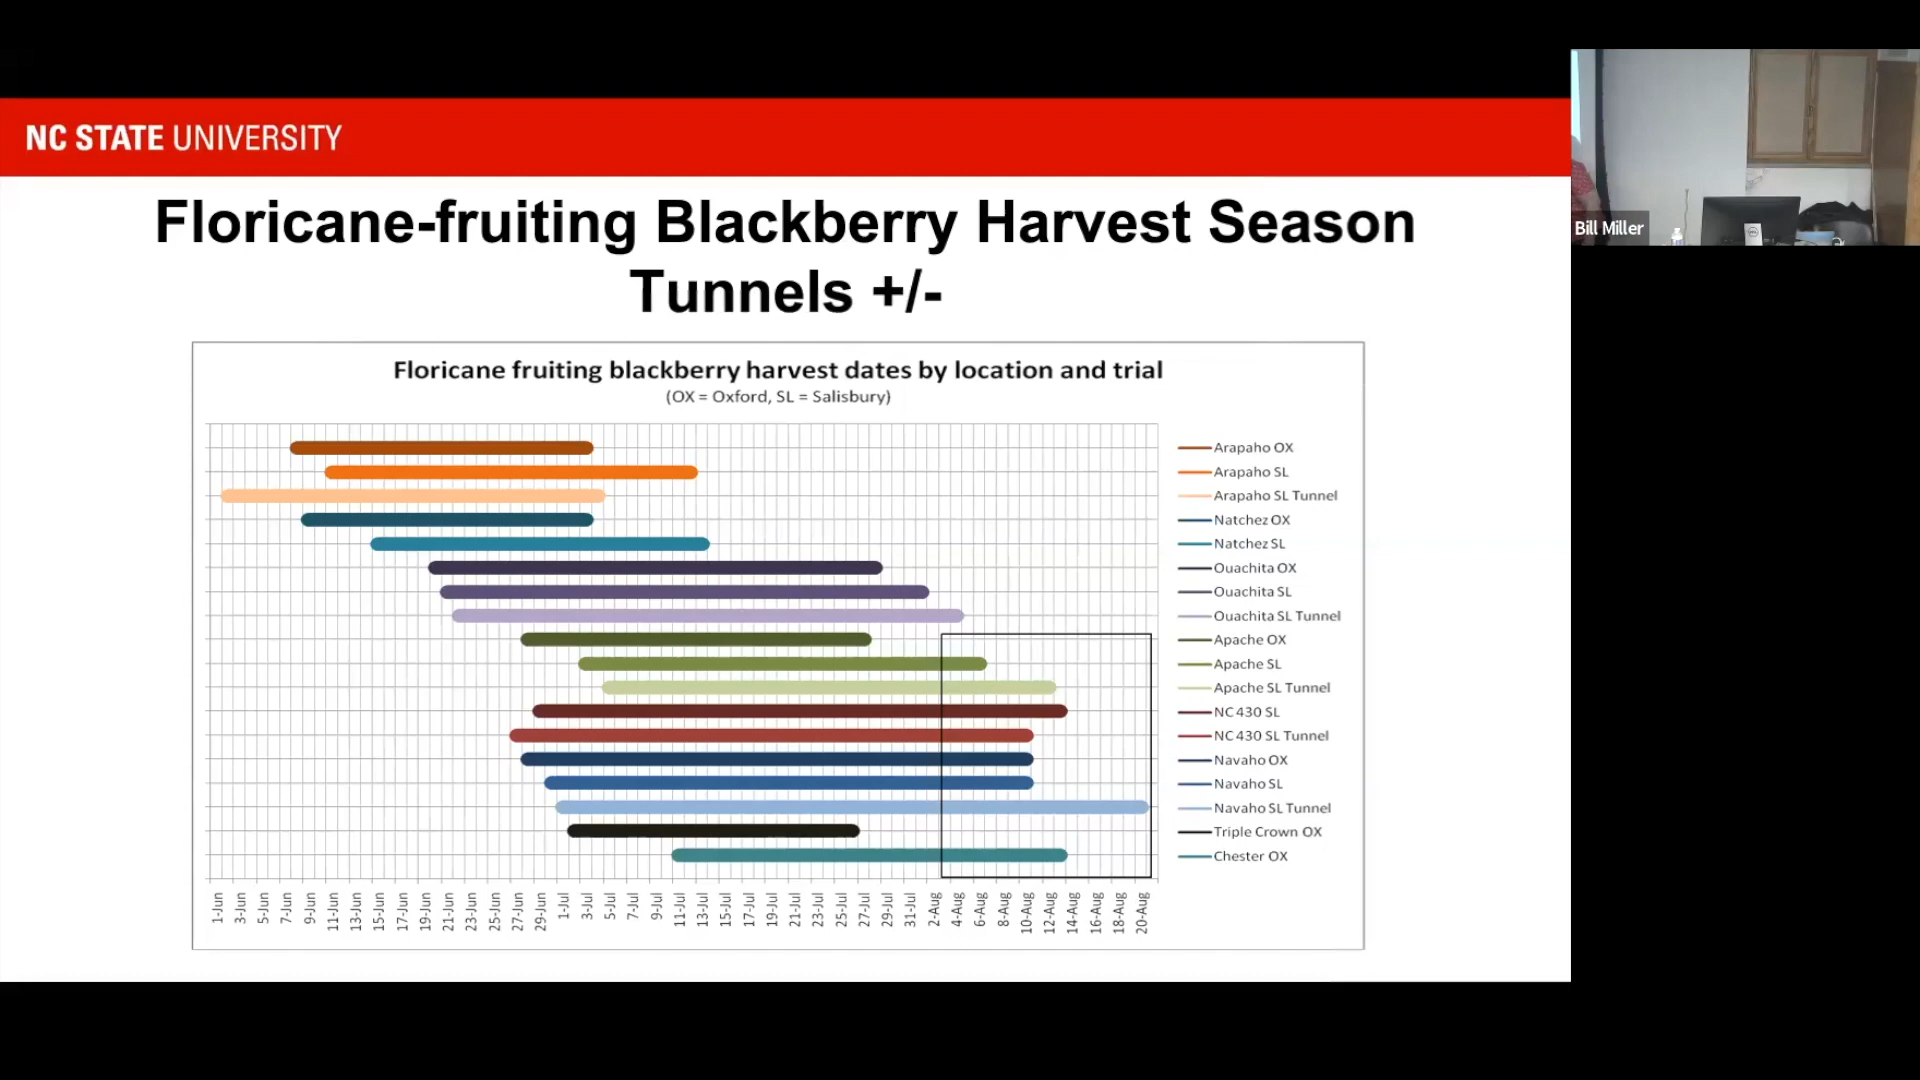 NC STATE UNIVERSITY
Floricane-fruiting Blackberry Harvest Season
Tunnels +/-
Floricane fruiting blackberry harvest dates by location and trial
(OX = Oxford, SL = Salisbury)
Arapaho OX
Arapaho SL
Arapaho SL Tunnel
Natchez OX
Natchez SL
Ouachita OX
Ouachita SL
Ouachita SL Tunnel
Apache OX
Apache SL
Apache SL Tunnel
NC 430 SL
NC 430 SL Tunnel
Navaho OX
Navaho SL
Navaho SL Tunnel
Triple Crown OX
Chester OX
1-Jun
3-Jun
5-Jun
7-Jun
9-Jun
11-Jun
13-Jun
15-Jun
17-Jun
19-Jun
21-Jun
23-Jun
25-Jun
27-Jun
29-Jun
1-Jul
3-Jul
5-Jul
7-Jul
9-Jul
11-Jul
13-Jul
15-Jul
17-Jul
19-Jul
21-Jul
23-Jul
25-Jul
27-Jul
29-Jul
31-Jul
2-Aug
4-Aug
6-Aug
8-Aug
10-Aug
12-Aug
14-Aug
16-Aug
18-Aug
20-Aug
Bill Miller